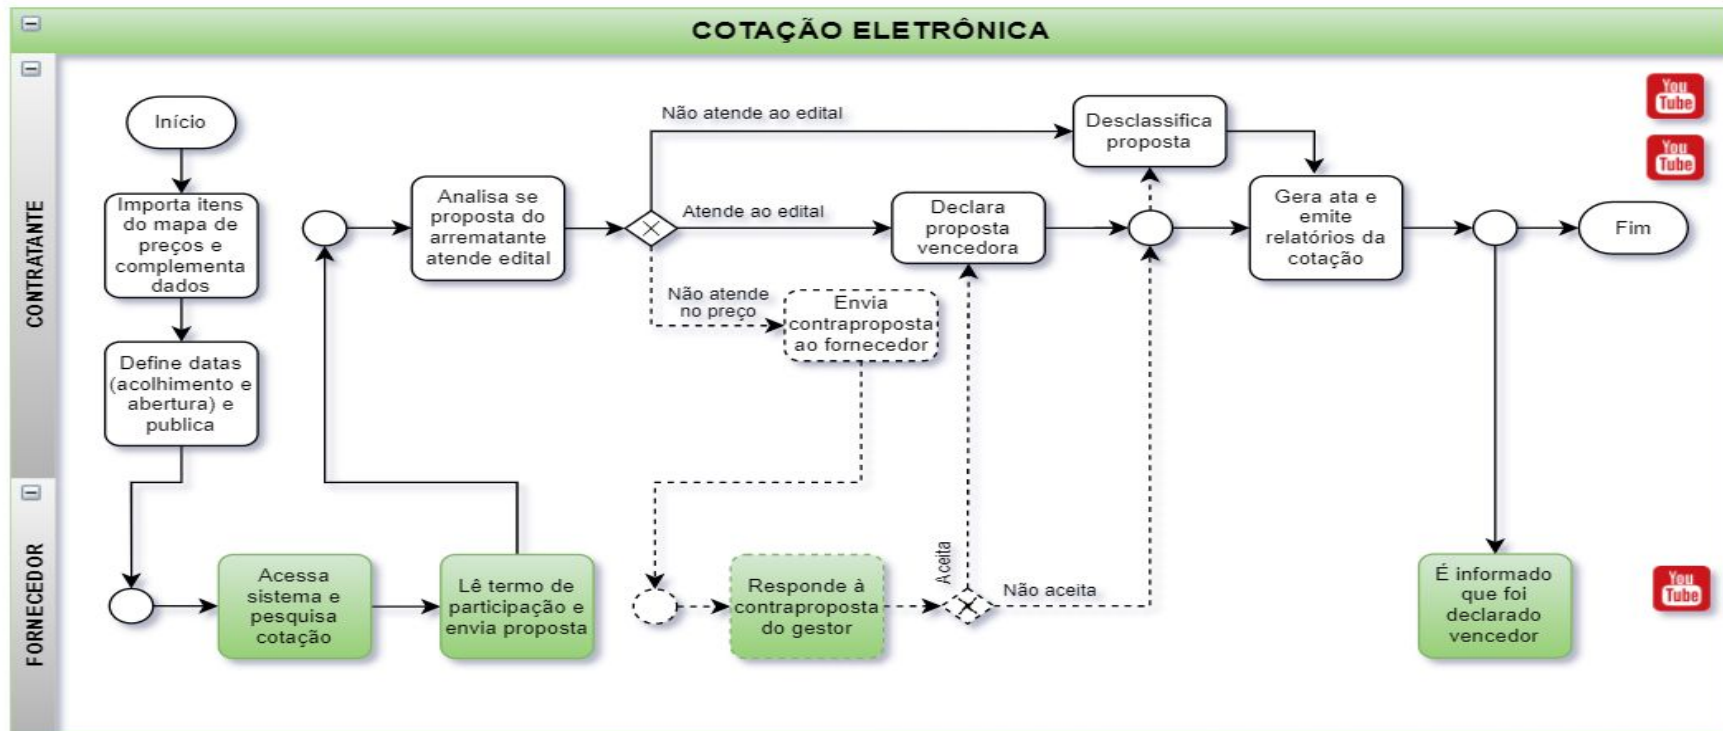 COTAÇÃO ELETRÔNICA
CONTRATANTE
Início
Importa itens
do mapa de
preços e
complementa
dados
Define datas
(acolhimento e
abertura) e
publica
Analisa se
proposta do
arrematante
atende edital
Não atende ao edital
Atende ao edital
Não atende
no preço
Envia
contraproposta
ao fornecedor
Declara
proposta
vencedora
Desclassifica
proposta
Gera ata e
emite
relatórios da
cotação
Fim
You
Tube
You
Tube
FORNECEDOR
Acessa
sistema e
pesquisa
cotação
Lê termo de
participação e
envia proposta
Responde à
contraproposta
do gestor
Aceita
Não aceita
É informado
que foi
declarado
vencedor
You
Tube